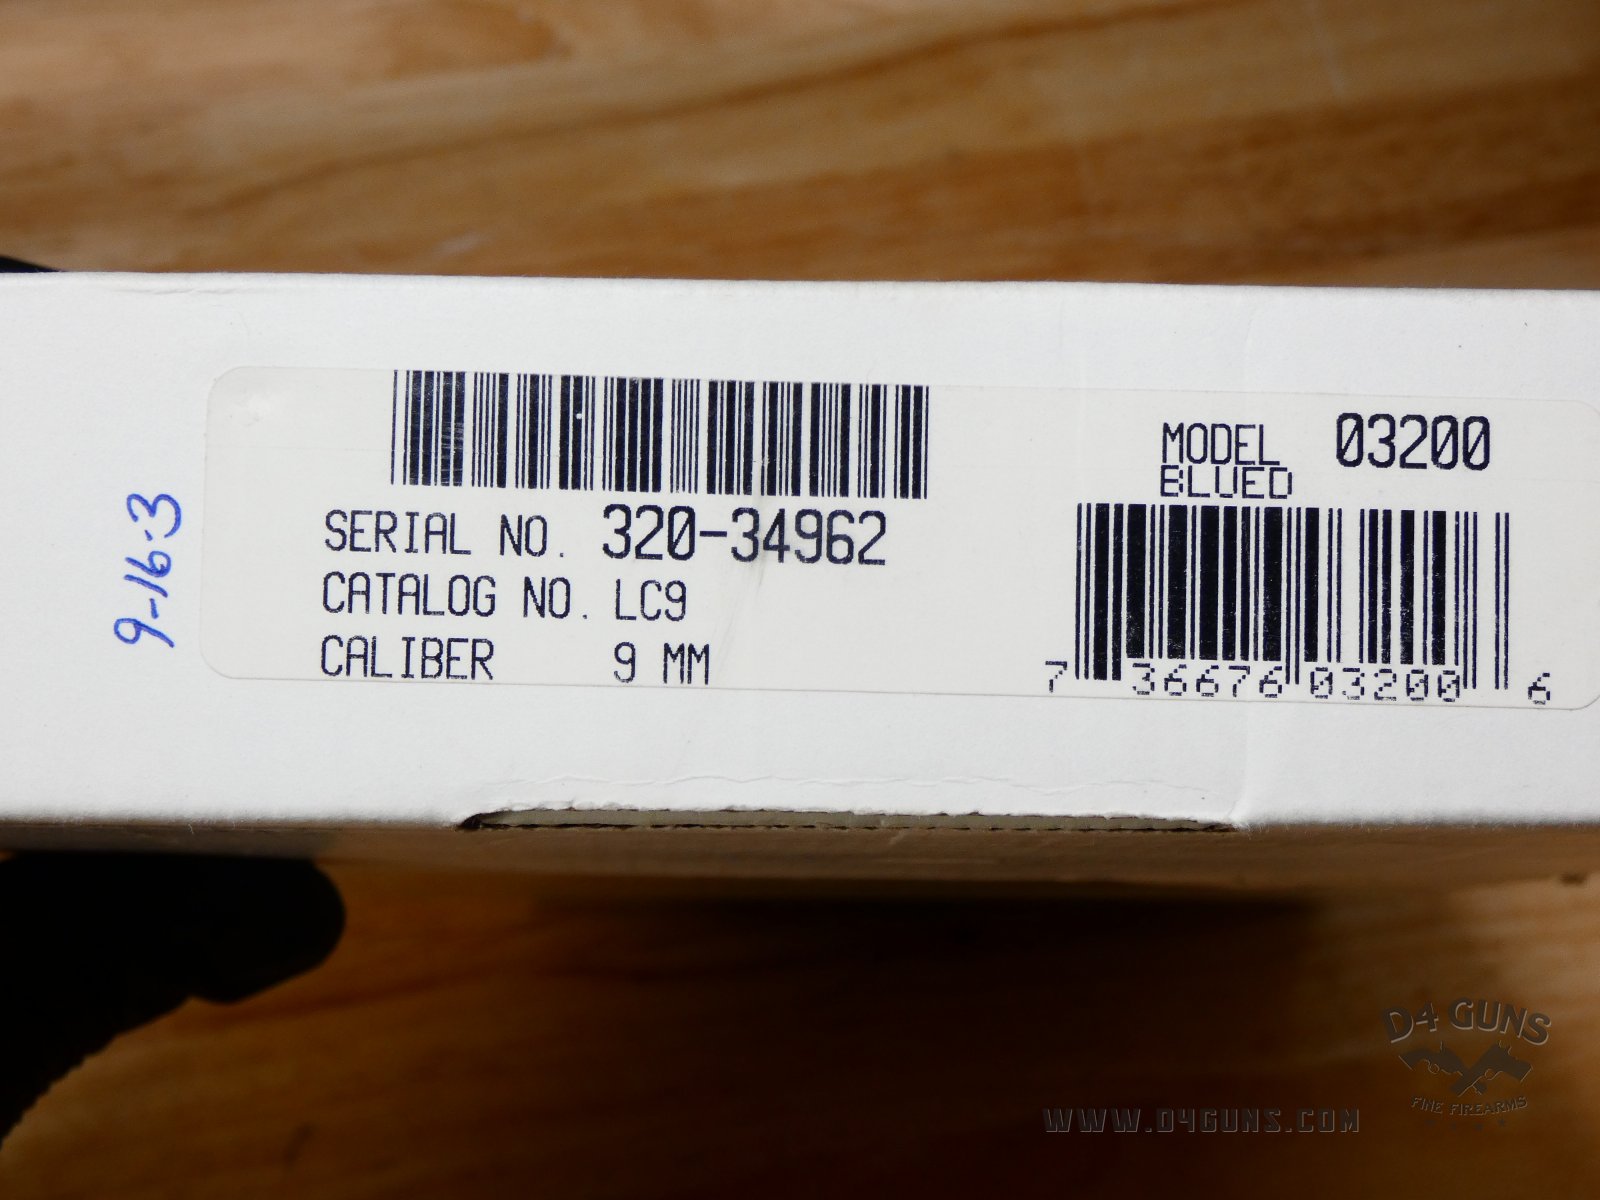 MODEL 03200
BLUED
SERIAL NO. 320-34962
CATALOG NO. LC9
CALIBER 9 MM
7 36676 03200 6
9-16-3
D4 GUNS
FINE FIREARMS
WWW.D4GUNS.COM